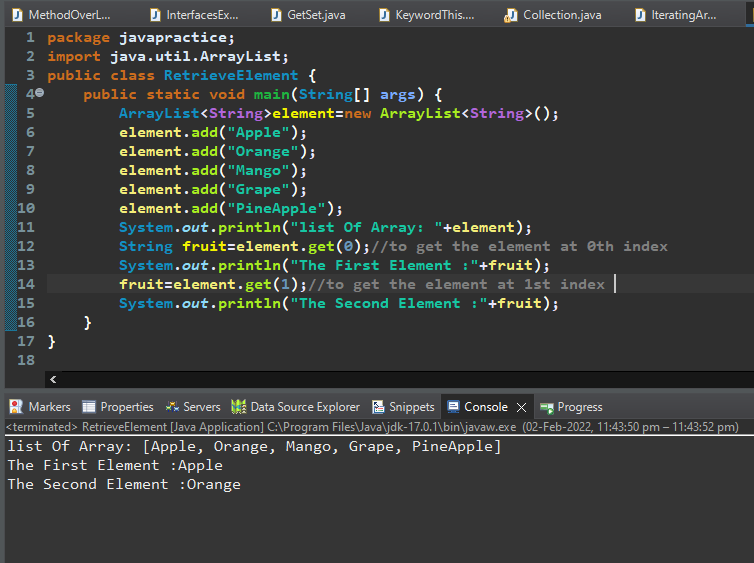 MethodOverL... InterfacesEx... GetSet.java KeywordThis.... Collection.java IteratingAr...
1 package javapractice;
2 import java.util.ArrayList;
3 public class RetrieveElement {
4 public static void main(String[] args) {
5 ArrayList<String>element=new ArrayList<String>();
6 element.add("Apple");
7 element.add("Orange");
8 element.add("Mango");
9 element.add("Grape");
10 element.add("PineApple");
11 System.out.println("list Of Array: "+element);
12 String fruit=element.get(0);//to get the element at 0th index
13 System.out.println("The First Element :"+fruit);
14 fruit=element.get(1);//to get the element at 1st index
15 System.out.println("The Second Element :"+fruit);
16 }
17 }
18
Markers Properties Servers Data Source Explorer Snippets Console Progress
<terminated> RetrieveElement [Java Application] C:\Program Files\Java\jdk-17.0.1\bin\javaw.exe (02-Feb-2022, 11:43:50 pm – 11:43:52 pm)
list Of Array: [Apple, Orange, Mango, Grape, PineApple]
The First Element :Apple
The Second Element :Orange